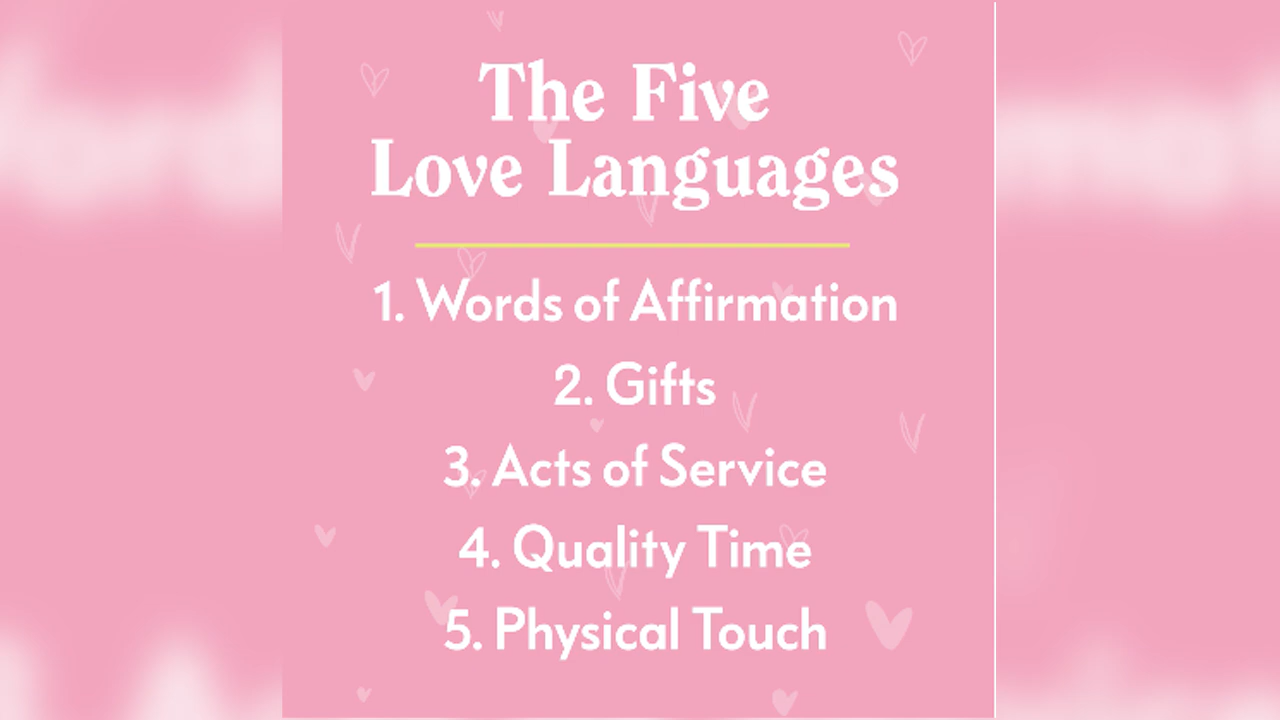 The Five
Love Languages
1. Words of Affirmation
2. Gifts
3. Acts of Service
4. Quality Time
5. Physical Touch